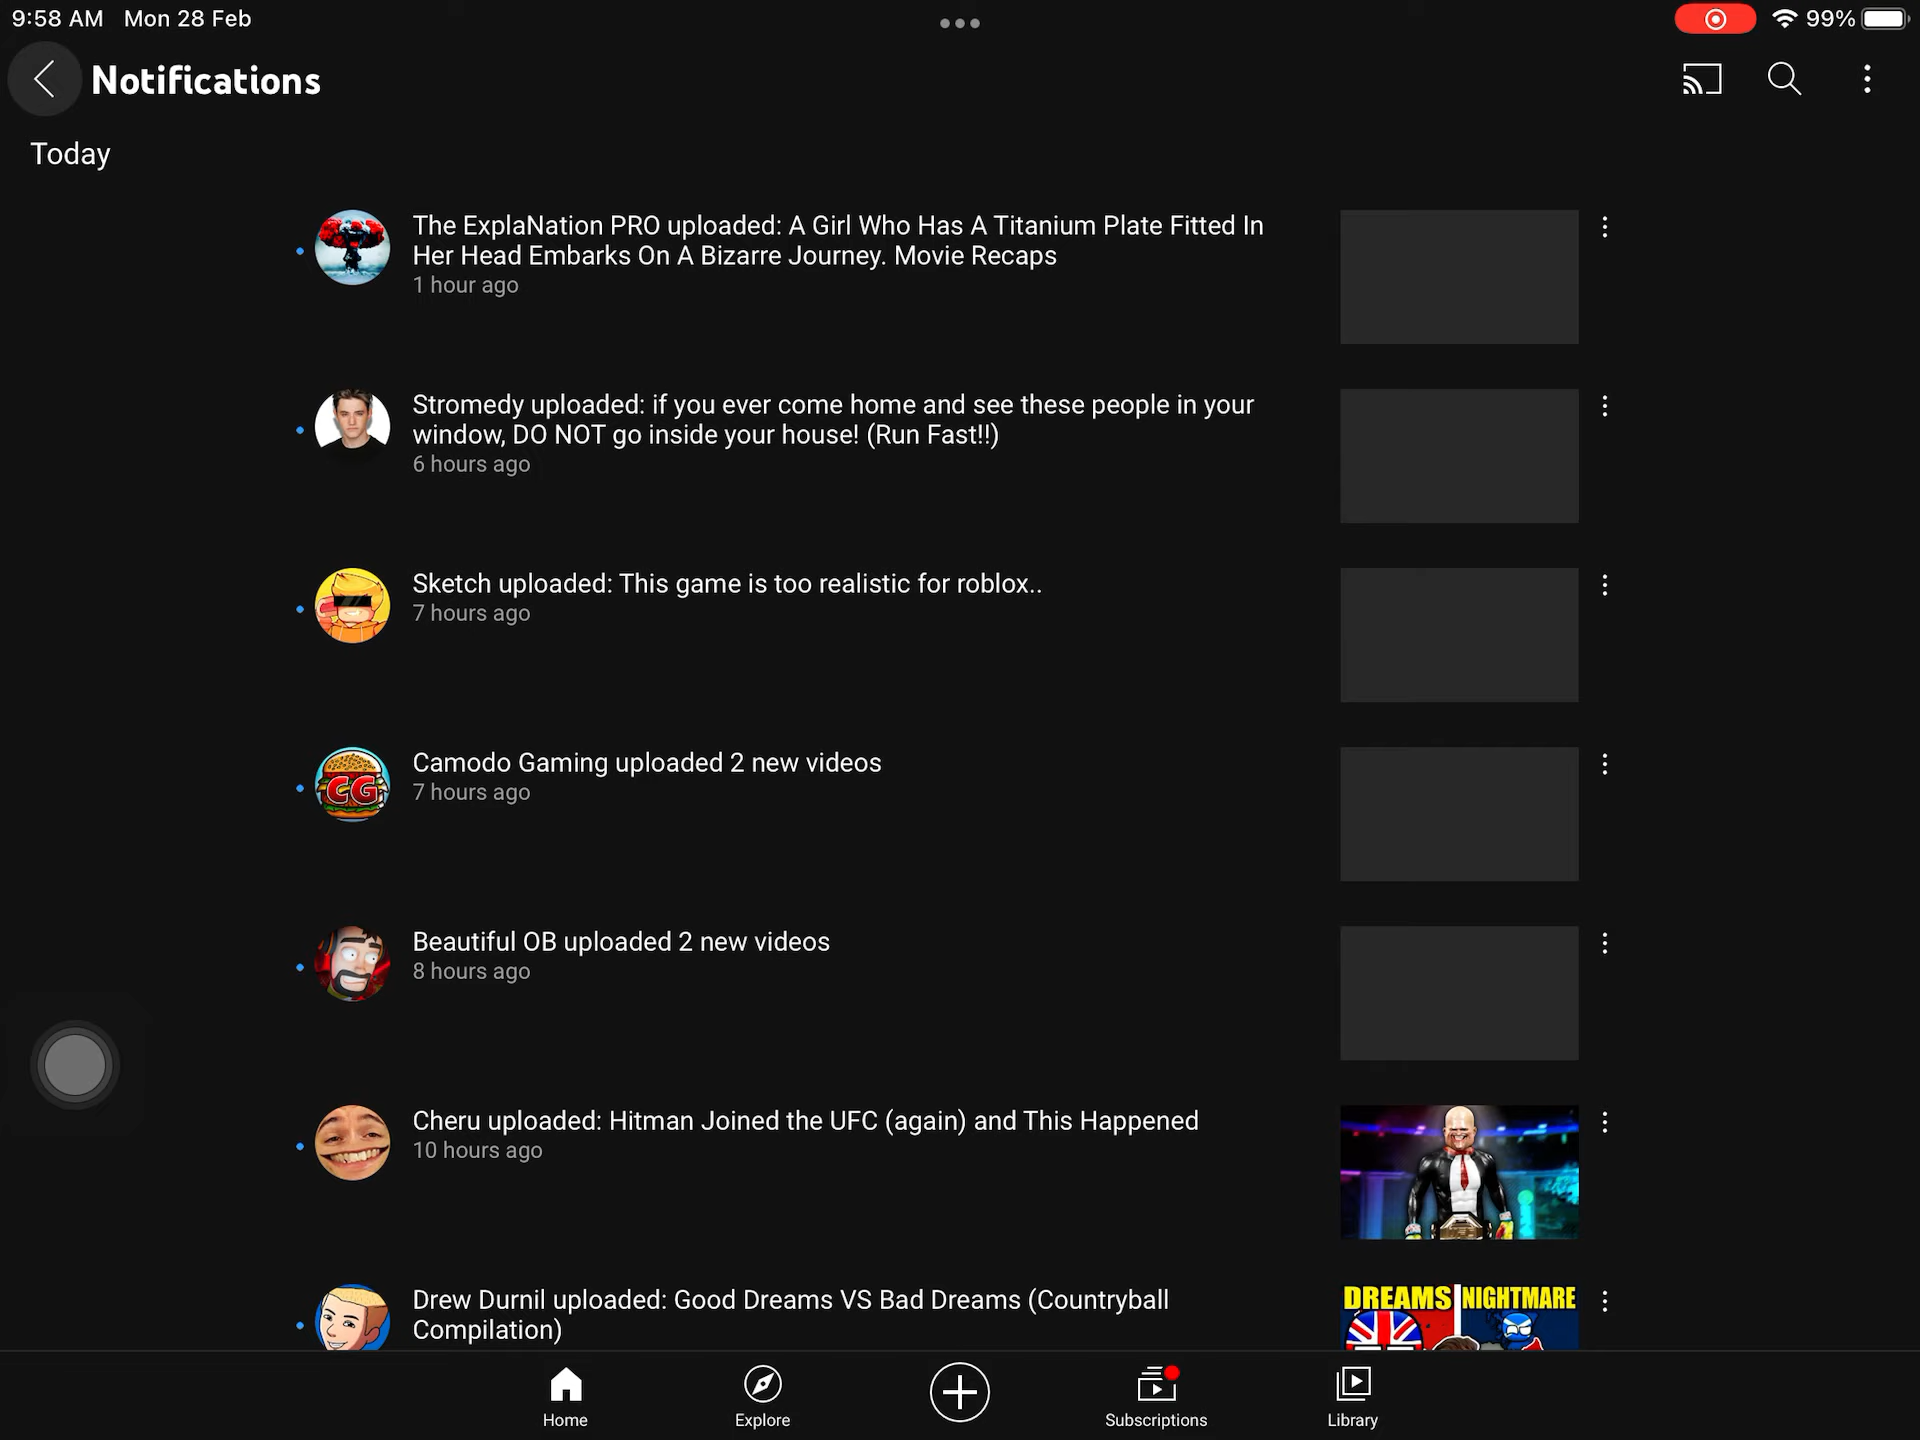 9:58 AM Mon 28 Feb
99%
Notifications
Today
The ExplaNation PRO uploaded: A Girl Who Has A Titanium Plate Fitted In
Her Head Embarks On A Bizarre Journey. Movie Recaps
1 hour ago
Stromedy uploaded: if you ever come home and see these people in your
window, DO NOT go inside your house! (Run Fast!!)
6 hours ago
Sketch uploaded: This game is too realistic for roblox..
7 hours ago
CG
Camodo Gaming uploaded 2 new videos
7 hours ago
Beautiful OB uploaded 2 new videos
8 hours ago
Cheru uploaded: Hitman Joined the UFC (again) and This Happened
10 hours ago
Drew Durnil uploaded: Good Dreams VS Bad Dreams (Countryball
Compilation)
DREAMS NIGHTMARE
Home
Explore
Subscriptions
Library